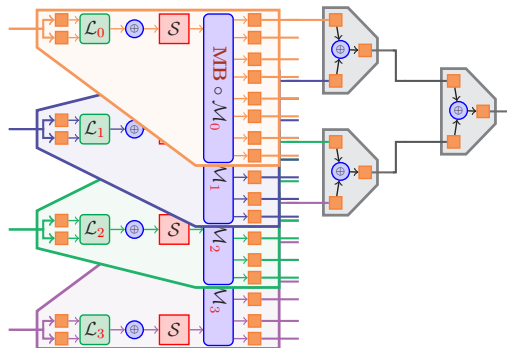 ℒ₀ ⊕ 𝒮 MB ∘ ℳ₀ ⊕
ℒ₁ ⊕ ℳ₁ ⊕
ℒ₂ ⊕ 𝒮 ℳ₂ ⊕
ℒ₃ ⊕ 𝒮 ℳ₃